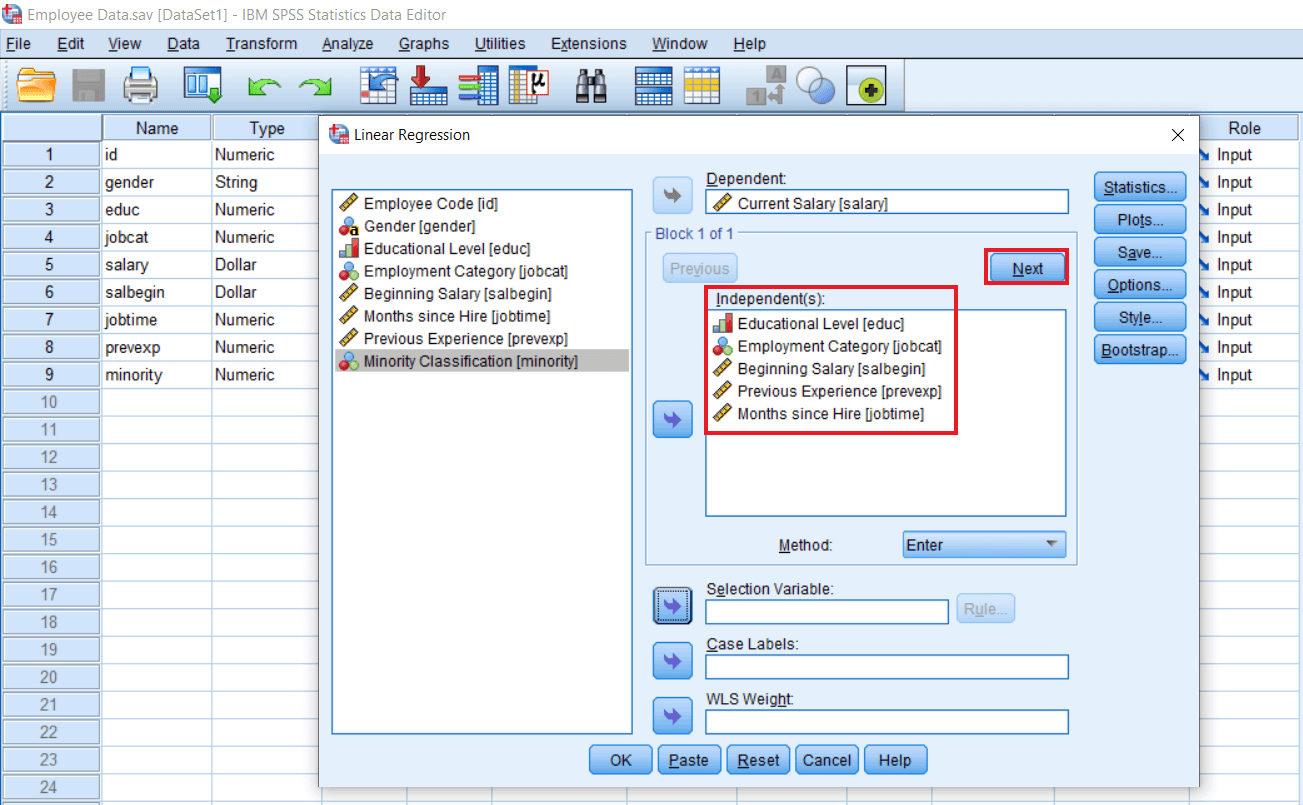 Employee Data.sav [DataSet1] - IBM SPSS Statistics Data Editor
File Edit View Data Transform Analyze Graphs Utilities Extensions Window Help
Name Type Role
1 id Numeric Input
2 gender String Input
3 educ Numeric Input
4 jobcat Numeric Input
5 salary Dollar Input
6 salbegin Dollar Input
7 jobtime Numeric Input
8 prevexp Numeric Input
9 minority Numeric Input
10
11
12
13
14
15
16
17
18
19
20
21
22
23
24
Linear Regression
Employee Code [id]
Gender [gender]
Educational Level [educ]
Employment Category [jobcat]
Beginning Salary [salbegin]
Months since Hire [jobtime]
Previous Experience [prevexp]
Minority Classification [minority]
Dependent:
Current Salary [salary]
Block 1 of 1
Previous Next
Independent(s):
Educational Level [educ]
Employment Category [jobcat]
Beginning Salary [salbegin]
Previous Experience [prevexp]
Months since Hire [jobtime]
Method: Enter
Selection Variable:
Rule...
Case Labels:
WLS Weight:
Statistics...
Plots...
Save...
Options...
Style...
Bootstrap...
OK Paste Reset Cancel Help